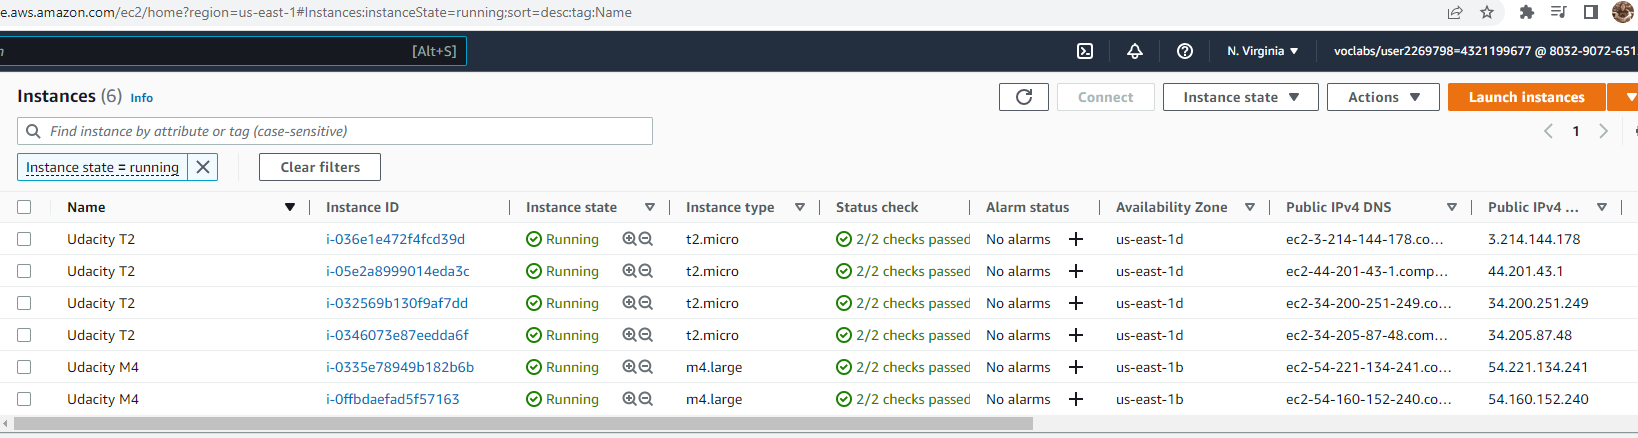 e.aws.amazon.com/ec2/home?region=us-east-1#Instances:instanceState=running;sort=desc:tag:Name
[Alt+S] N. Virginia voclabs/user2269798=4321199677 @ 8032-9072-651
Instances (6) Info Connect Instance state Actions Launch instances
Find instance by attribute or tag (case-sensitive) 1
Instance state = running Clear filters
Name Instance ID Instance state Instance type Status check Alarm status Availability Zone Public IPv4 DNS Public IPv4 ...
Udacity T2 i-036e1e472f4fcd39d Running t2.micro 2/2 checks passed No alarms us-east-1d ec2-3-214-144-178.co... 3.214.144.178
Udacity T2 i-05e2a8999014eda3c Running t2.micro 2/2 checks passed No alarms us-east-1d ec2-44-201-43-1.comp... 44.201.43.1
Udacity T2 i-032569b130f9af7dd Running t2.micro 2/2 checks passed No alarms us-east-1d ec2-34-200-251-249.co... 34.200.251.249
Udacity T2 i-0346073e87eedda6f Running t2.micro 2/2 checks passed No alarms us-east-1d ec2-34-205-87-48.com... 34.205.87.48
Udacity M4 i-0335e78949b182b6b Running m4.large 2/2 checks passed No alarms us-east-1b ec2-54-221-134-241.co... 54.221.134.241
Udacity M4 i-0ffbdaefad5f57163 Running m4.large 2/2 checks passed No alarms us-east-1b ec2-54-160-152-240.co... 54.160.152.240